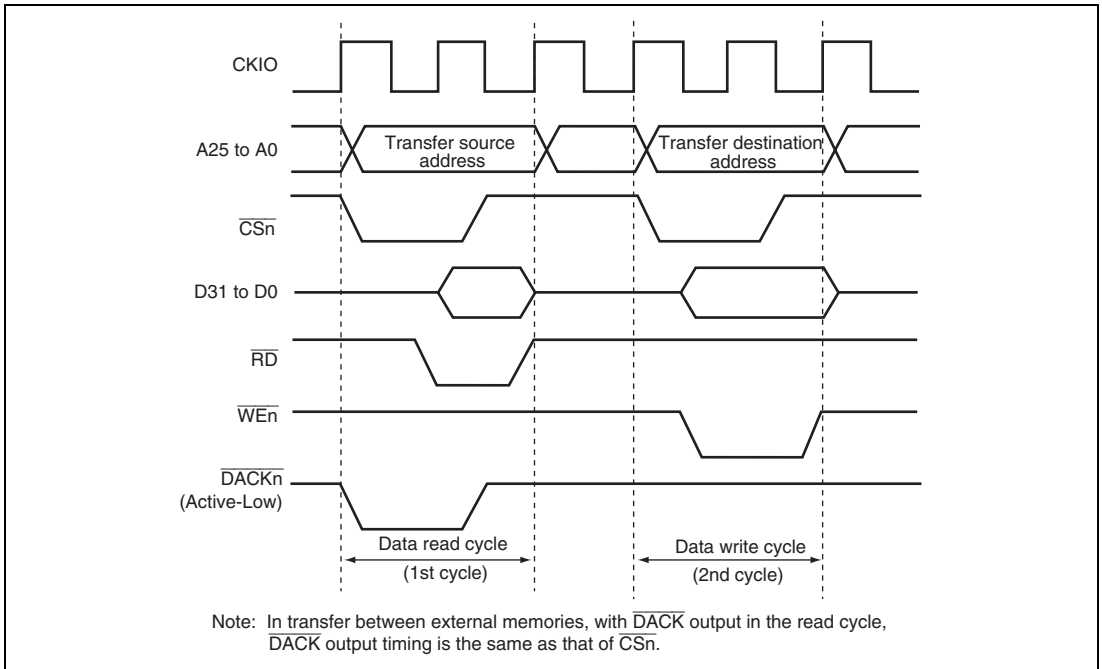 CKIO
A25 to A0
Transfer source
address
Transfer destination
address
CSn
D31 to D0
RD
WEn
DACKn
(Active-Low)
Data read cycle
(1st cycle)
Data write cycle
(2nd cycle)
Note: In transfer between external memories, with DACK output in the read cycle,
DACK output timing is the same as that of CSn.